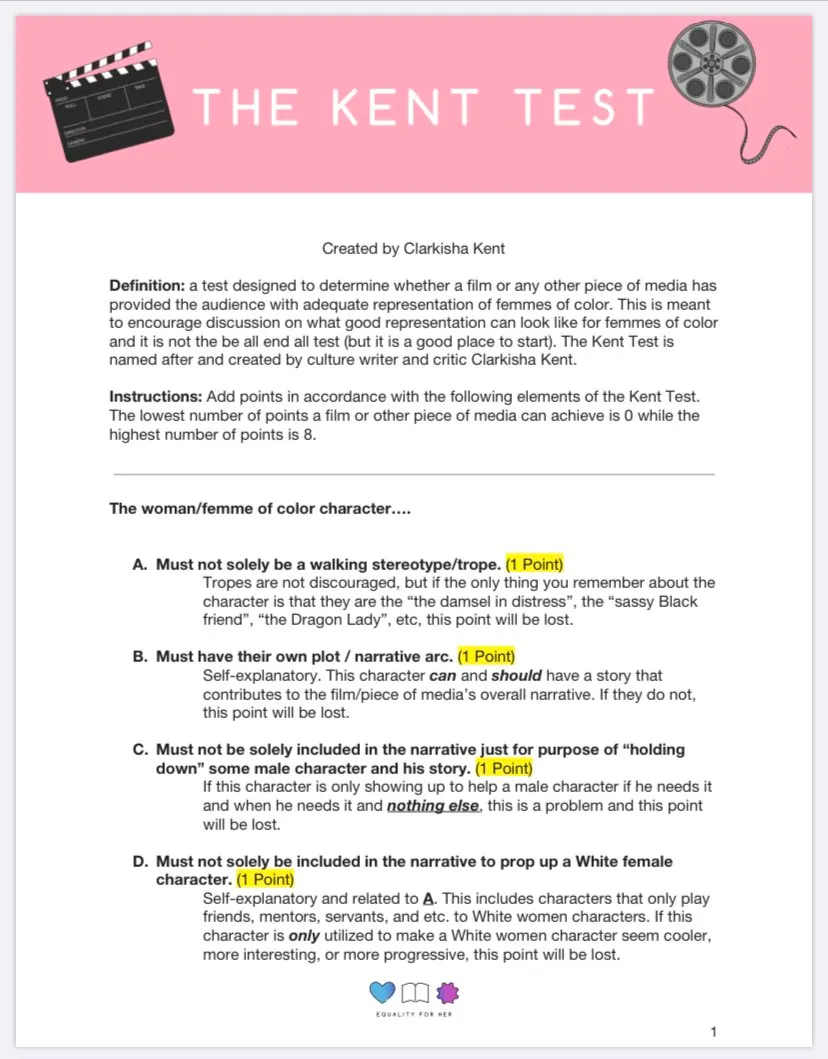 THE KENT TEST
Created by Clarkisha Kent
Definition: a test designed to determine whether a film or any other piece of media has
provided the audience with adequate representation of femmes of color. This is meant
to encourage discussion on what good representation can look like for femmes of color
and it is not the be all end all test (but it is a good place to start). The Kent Test is
named after and created by culture writer and critic Clarkisha Kent.
Instructions: Add points in accordance with the following elements of the Kent Test.
The lowest number of points a film or other piece of media can achieve is 0 while the
highest number of points is 8.
The woman/femme of color character….
A. Must not solely be a walking stereotype/trope. (1 Point)
Tropes are not discouraged, but if the only thing you remember about the
character is that they are the “the damsel in distress”, the “sassy Black
friend”, “the Dragon Lady”, etc, this point will be lost.
B. Must have their own plot / narrative arc. (1 Point)
Self-explanatory. This character can and should have a story that
contributes to the film/piece of media’s overall narrative. If they do not,
this point will be lost.
C. Must not be solely included in the narrative just for purpose of “holding
down” some male character and his story. (1 Point)
If this character is only showing up to help a male character if he needs it
and when he needs it and nothing else, this is a problem and this point
will be lost.
D. Must not solely be included in the narrative to prop up a White female
character. (1 Point)
Self-explanatory and related to A. This includes characters that only play
friends, mentors, servants, and etc. to White women characters. If this
character is only utilized to make a White women character seem cooler,
more interesting, or more progressive, this point will be lost.
EQUALITY FOR HER
1